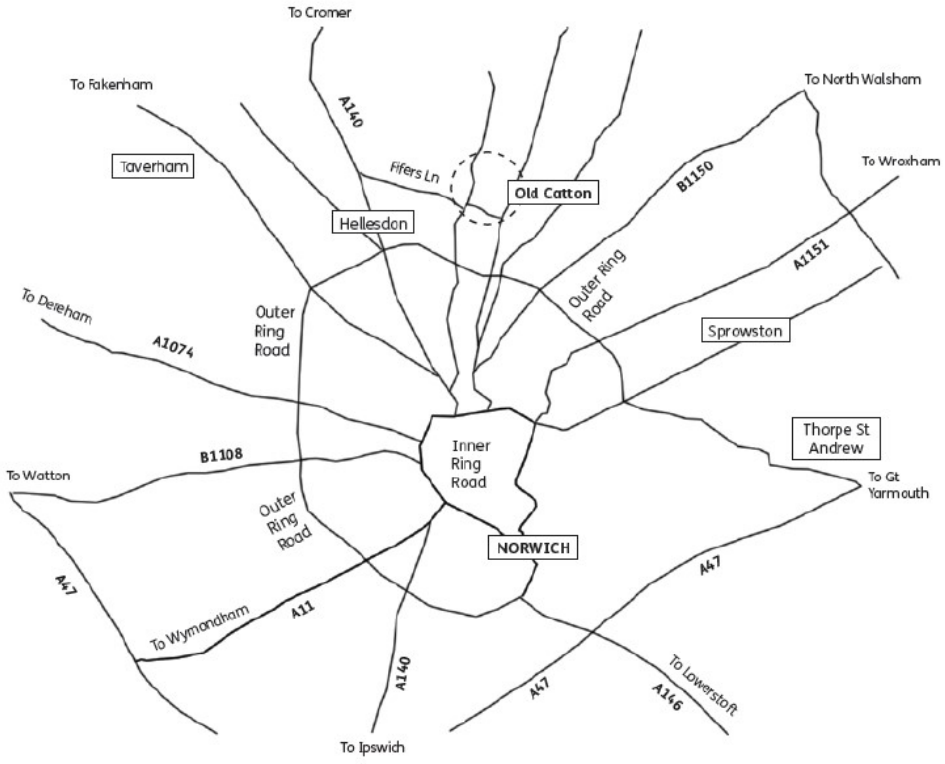 To Cromer
To Fakenham
To North Walsham
A140
Taverham
Fifers Ln
To Wroxham
B1150
Old Catton
Hellesdon
A1151
Outer Ring
Road
To Dereham
Outer
Ring
Road
Sprowston
A1074
Thorpe St
Andrew
B1108
Inner
Ring
Road
To Watton
To Gt
Yarmouth
Outer
Ring
Road
NORWICH
A47
A47
A11
To Wymondham
A140
A47
To Lowerstoft
A146
To Ipswich